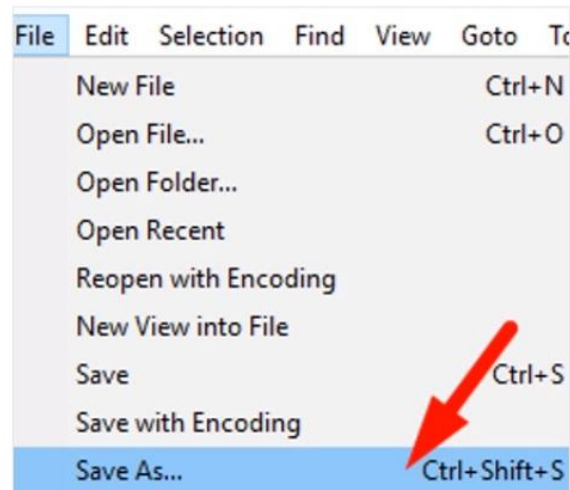 File Edit Selection Find View Goto
New File Ctrl+N
Open File... Ctrl+O
Open Folder...
Open Recent
Reopen with Encoding
New View into File
Save Ctrl+S
Save with Encoding
Save As... Ctrl+Shift+S